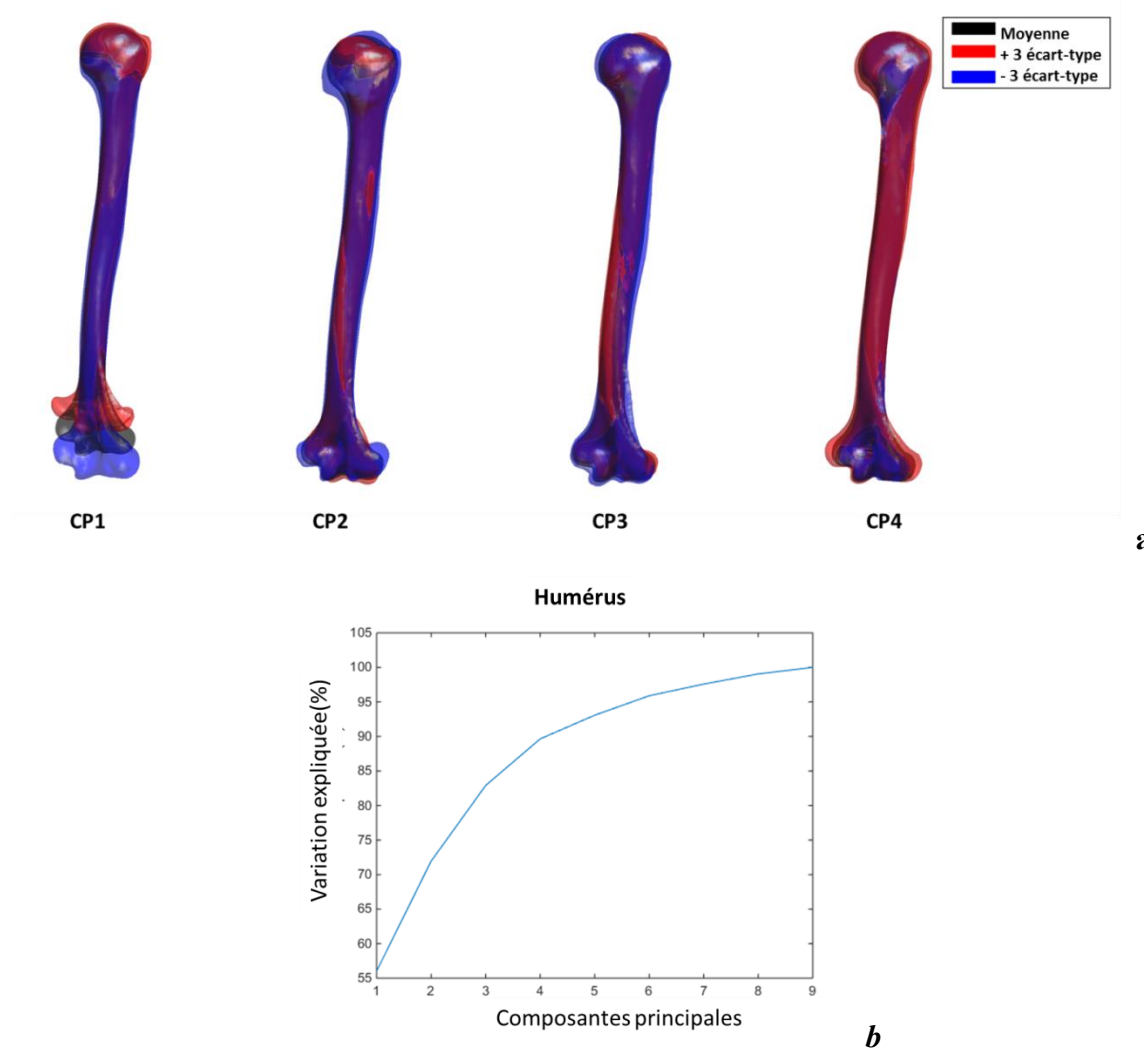 Moyenne
+ 3 écart-type
- 3 écart-type
CP1
CP2
CP3
CP4
a
Humérus
Variation expliquée(%)
105
100
95
90
85
80
75
70
65
60
55
1 2 3 4 5 6 7 8 9
Composantes principales
b